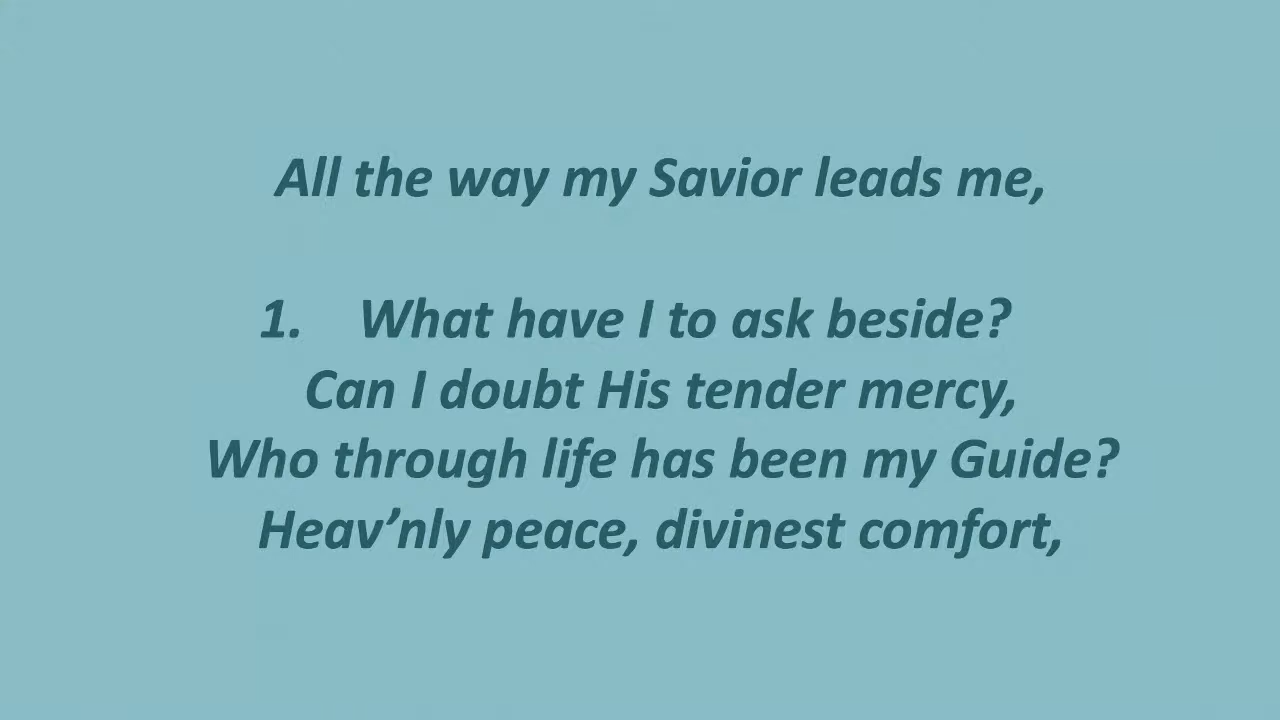 All the way my Savior leads me,
1. What have I to ask beside?
Can I doubt His tender mercy,
Who through life has been my Guide?
Heav’nly peace, divinest comfort,